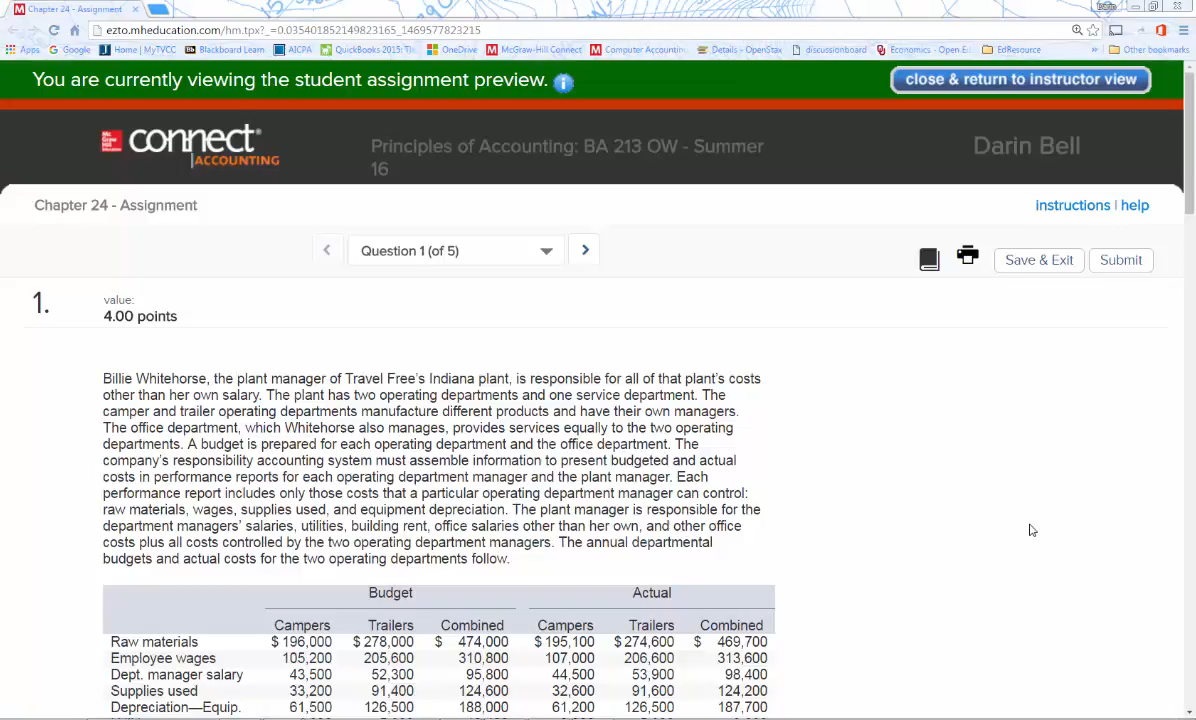 Chapter 24 - Assignment
ezto.mheducation.com/hm.tpx?_=0.035401852149823165_1469577823215
Apps Google Home | MyTVCC Blackboard Learn AICPA QuickBooks 2015: OneDrive McGraw-Hill Connect Computer Accountin Details - OpenStax discussionboard Economics - Open EdResource » Other bookmarks
You are currently viewing the student assignment preview. i close & return to instructor view
Mc Graw Hill Education connect ACCOUNTING
Principles of Accounting: BA 213 OW - Summer 16
Darin Bell
Chapter 24 - Assignment instructions | help
Question 1 (of 5) Save & Exit Submit
1. value:
4.00 points
Billie Whitehorse, the plant manager of Travel Free's Indiana plant, is responsible for all of that plant's costs
other than her own salary. The plant has two operating departments and one service department. The
camper and trailer operating departments manufacture different products and have their own managers.
The office department, which Whitehorse also manages, provides services equally to the two operating
departments. A budget is prepared for each operating department and the office department. The
company's responsibility accounting system must assemble information to present budgeted and actual
costs in performance reports for each operating department manager and the plant manager. Each
performance report includes only those costs that a particular operating department manager can control:
raw materials, wages, supplies used, and equipment depreciation. The plant manager is responsible for the
department managers' salaries, utilities, building rent, office salaries other than her own, and other office
costs plus all costs controlled by the two operating department managers. The annual departmental
budgets and actual costs for the two operating departments follow.
Budget Actual
Campers Trailers Combined Campers Trailers Combined
Raw materials $ 196,000 $ 278,000 $ 474,000 $ 195,100 $ 274,600 $ 469,700
Employee wages 105,200 205,600 310,800 107,000 206,600 313,600
Dept. manager salary 43,500 52,300 95,800 44,500 53,900 98,400
Supplies used 33,200 91,400 124,600 32,600 91,600 124,200
Depreciation—Equip. 61,500 126,500 188,000 61,200 126,500 187,700